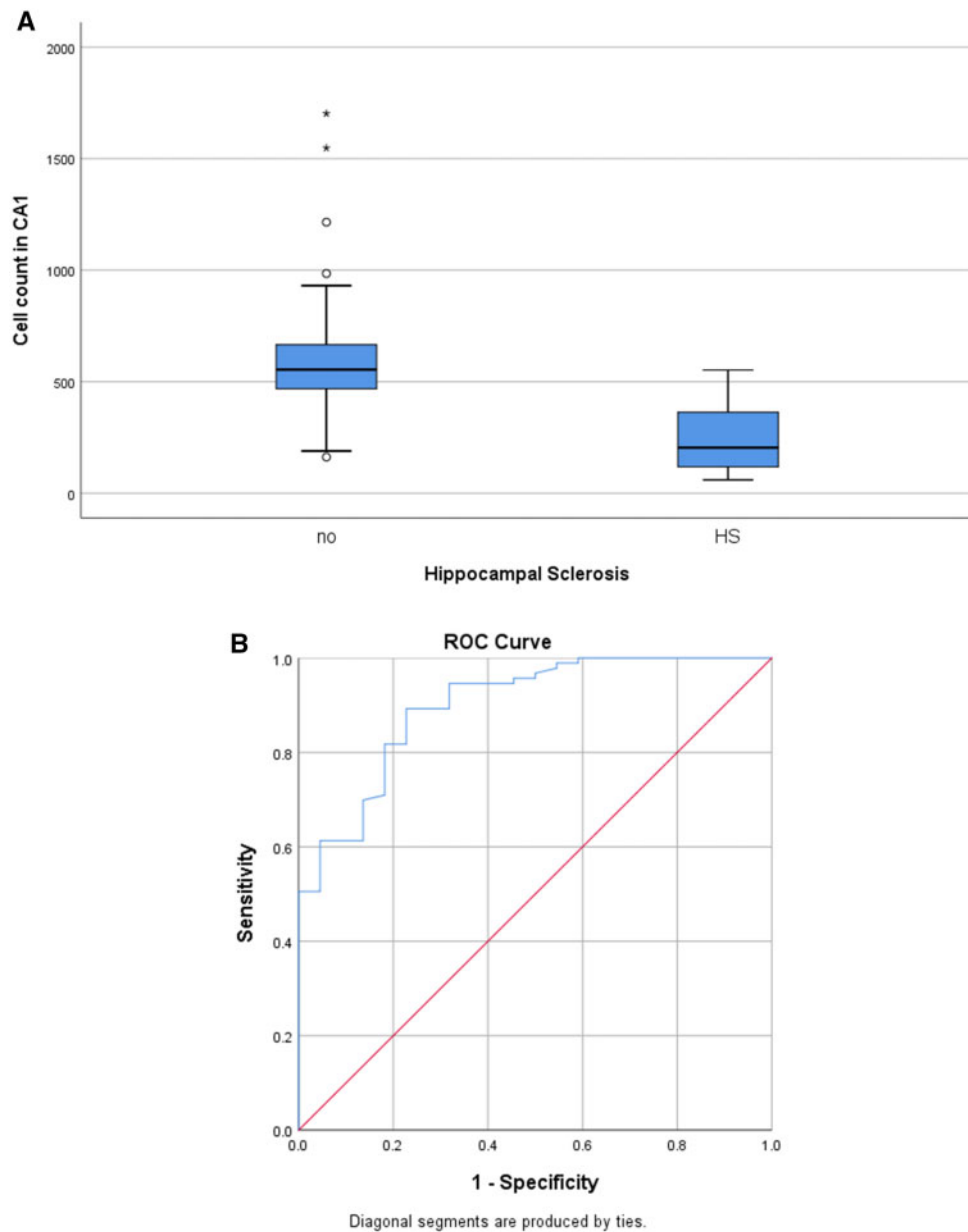 A
2000
1500
1000
500
0
Cell count in CA1
no HS
Hippocampal Sclerosis
B
ROC Curve
1.0
0.8
0.6
0.4
0.2
0.0
Sensitivity
0.0 0.2 0.4 0.6 0.8 1.0
1 - Specificity
Diagonal segments are produced by ties.